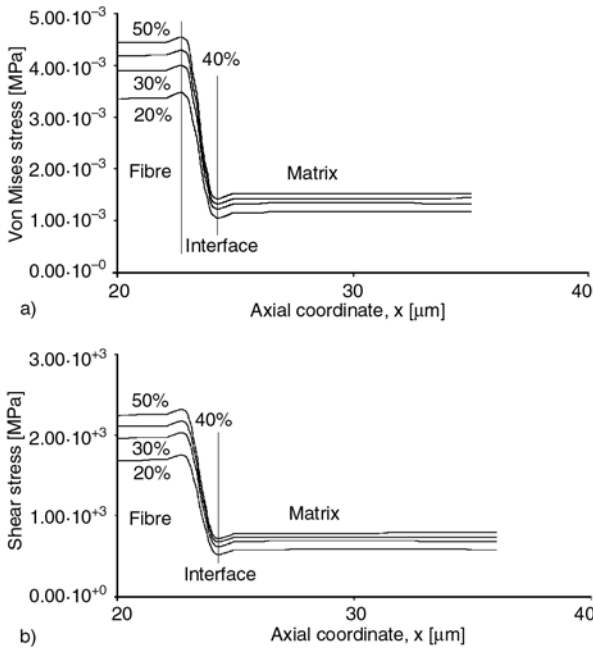 5.00·10⁻³
50%
4.00·10⁻³
40%
30%
3.00·10⁻³
20%
2.00·10⁻³
Fibre
Matrix
1.00·10⁻³
Interface
0.00·10⁻⁰
Von Mises stress [MPa]
20
30
40
a)
Axial coordinate, x [μm]
3.00·10⁺³
50%
40%
2.00·10⁺³
30%
20%
1.00·10⁺³
Fibre
Matrix
Interface
0.00·10⁺⁰
Shear stress [MPa]
20
30
40
b)
Axial coordinate, x [μm]